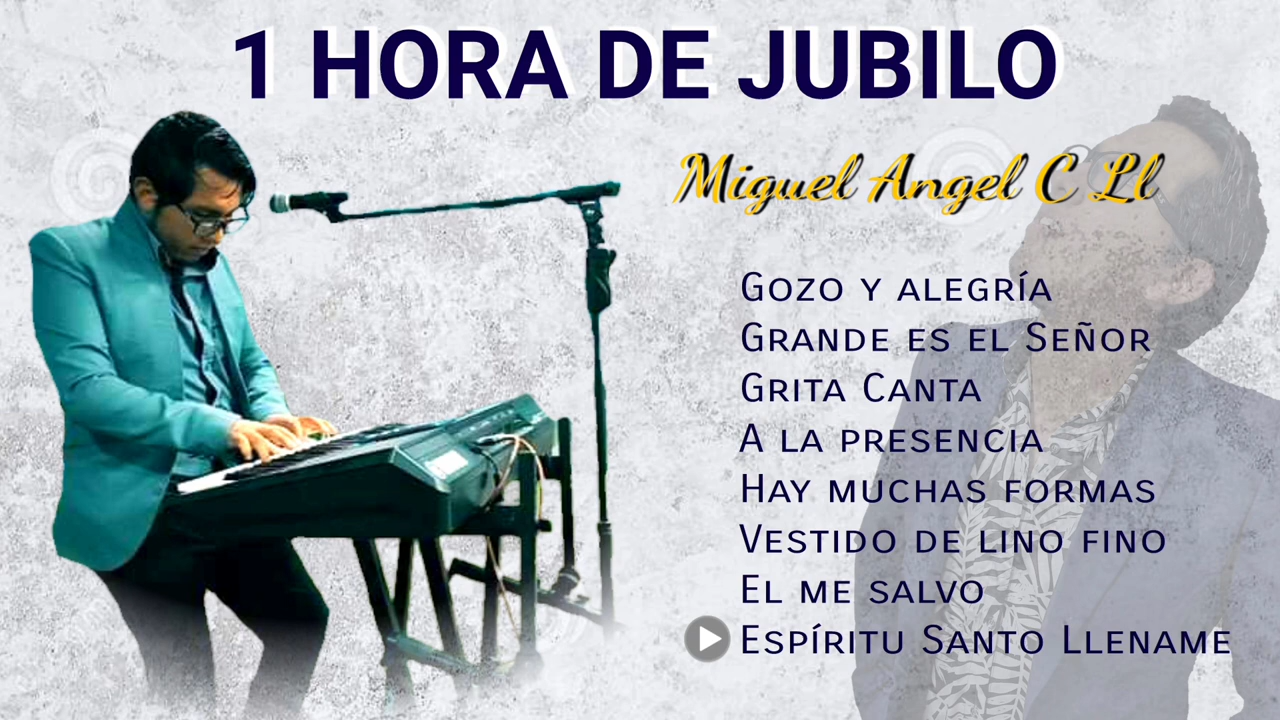 1 HORA DE JUBILO
Miguel Angel C Ll
Gozo y alegría
Grande es el Señor
Grita Canta
A la presencia
Hay muchas formas
Vestido de lino fino
El me salvo
Espíritu Santo Llename